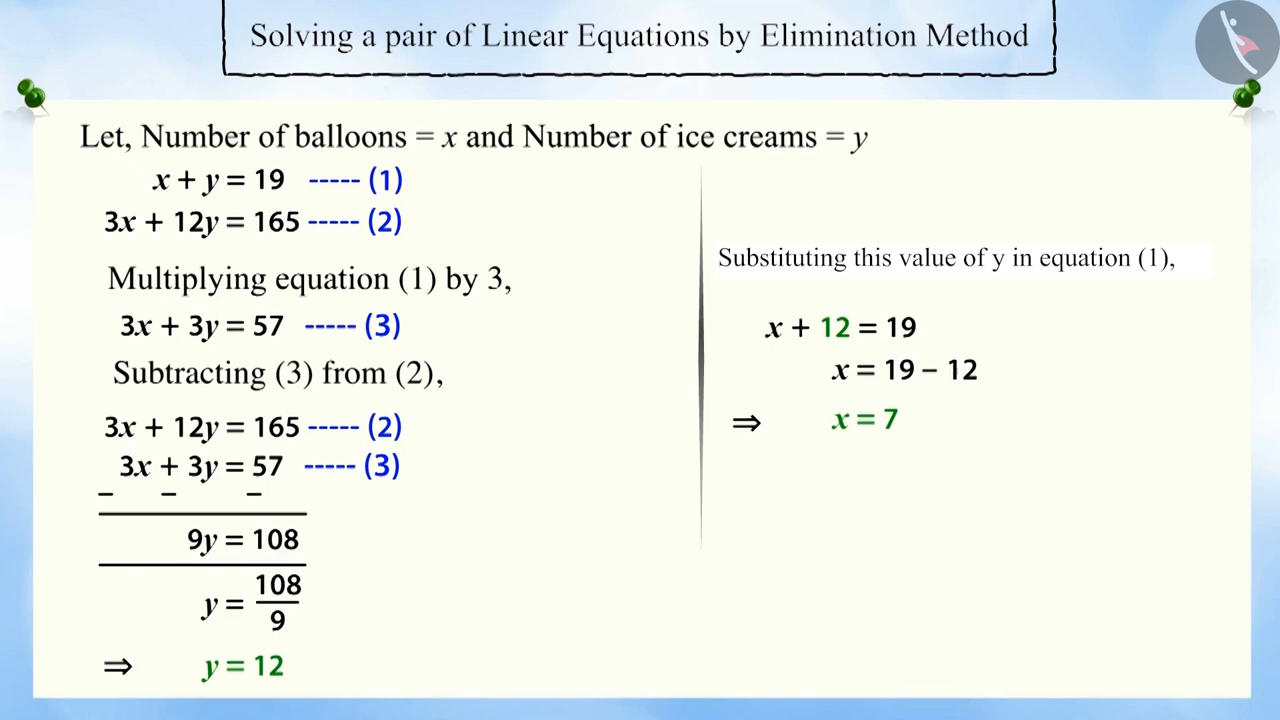 Solving a pair of Linear Equations by Elimination Method
Let, Number of balloons = x and Number of ice creams = y
x + y = 19 ----- (1)
3x + 12y = 165 ----- (2)
Multiplying equation (1) by 3,
3x + 3y = 57 ----- (3)
Subtracting (3) from (2),
3x + 12y = 165 ----- (2)
3x + 3y = 57 ----- (3)
– – –
9y = 108
y = 108/9
⇒ y = 12
Substituting this value of y in equation (1),
x + 12 = 19
x = 19 – 12
⇒ x = 7